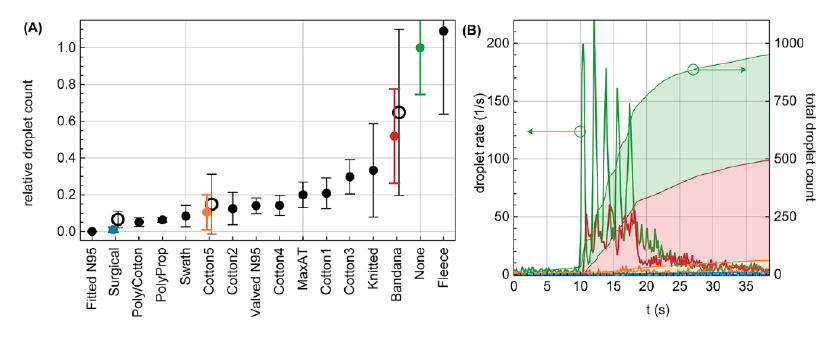 (A)
relative droplet count
1.0
0.8
0.6
0.4
0.2
0.0
Fitted N95
Surgical
Poly/Cotton
PolyProp
Swath
Cotton5
Cotton2
Valved N95
Cotton4
MaxAT
Cotton1
Cotton3
Knitted
Bandana
None
Fleece
(B)
droplet rate (1/s)
200
150
100
50
0
0
5
10
15
20
25
30
35
t (s)
1000
750
500
250
0
total droplet count